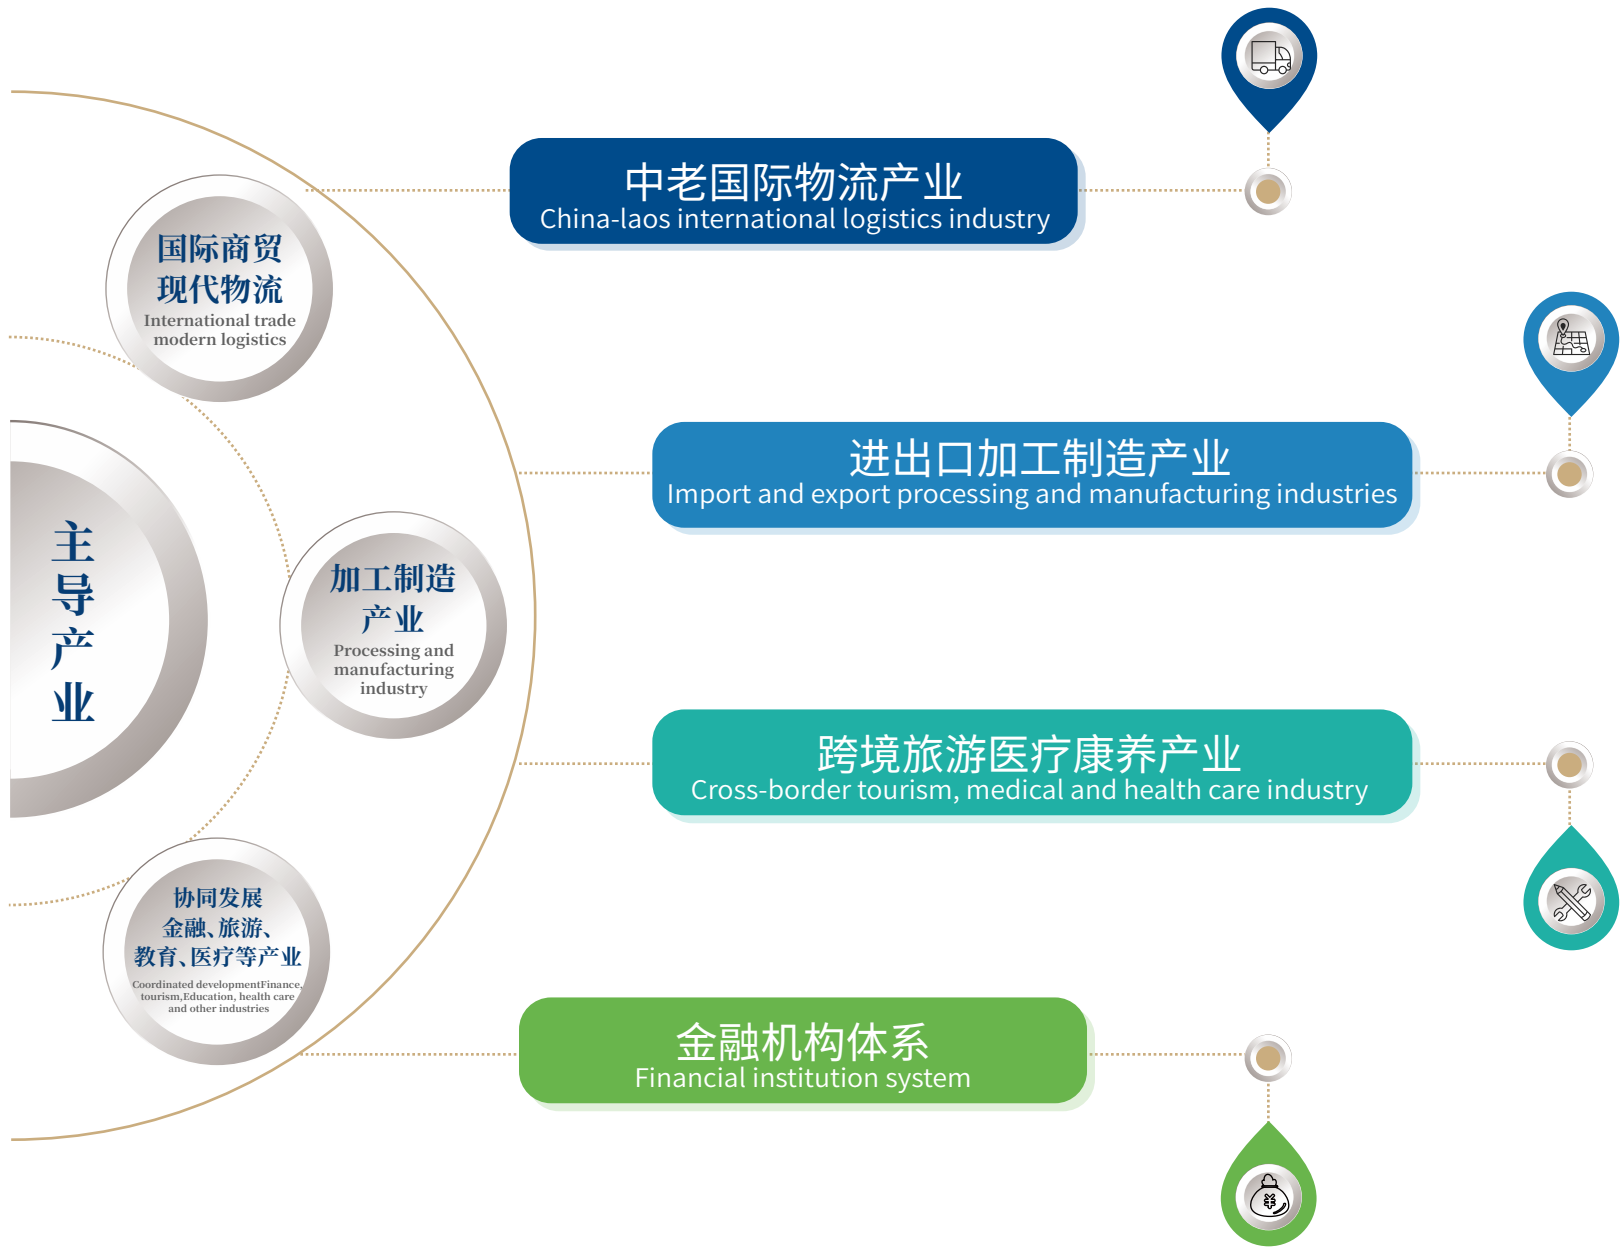 主导产业
国际商贸
现代物流
International trade
modern logistics
加工制造
产业
Processing and
manufacturing
industry
协同发展
金融、旅游、
教育、医疗等产业
Coordinated developmentFinance,
tourism,Education, health care
and other industries
中老国际物流产业
China-laos international logistics industry
进出口加工制造产业
Import and export processing and manufacturing industries
跨境旅游医疗康养产业
Cross-border tourism, medical and health care industry
金融机构体系
Financial institution system
¥